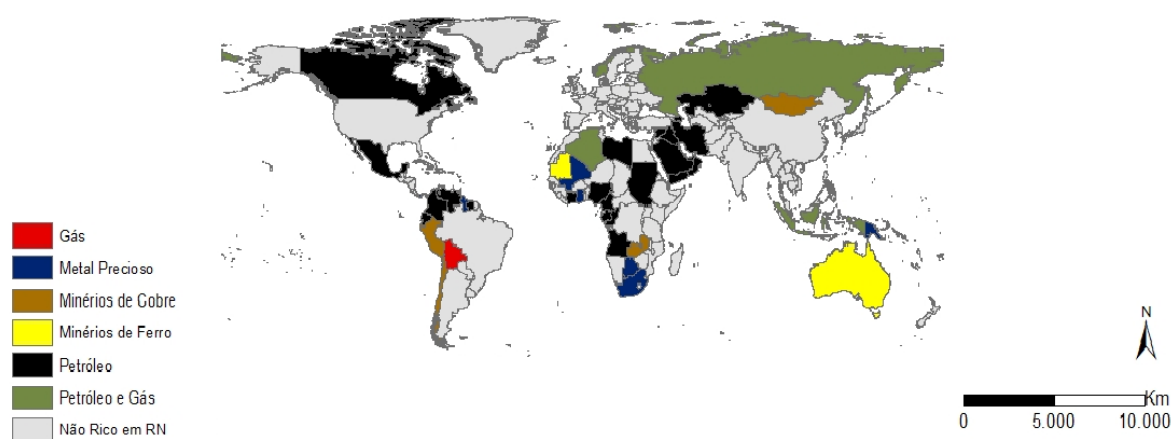 Gás
Metal Precioso
Minérios de Cobre
Minérios de Ferro
Petróleo
Petróleo e Gás
Não Rico em RN
N
Km
0 5.000 10.000